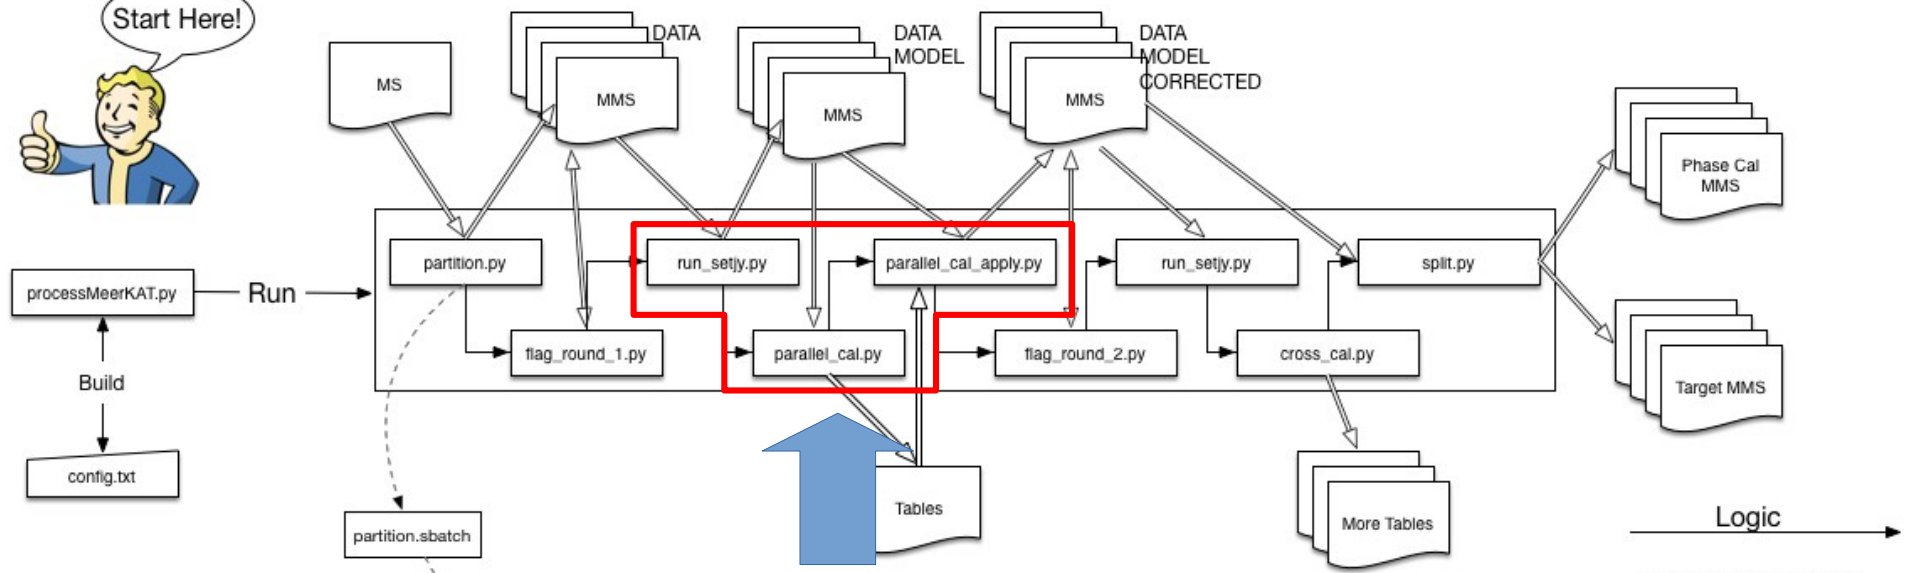 Start Here!
MS
DATA
MMS
DATA
MODEL
MMS
DATA
MODEL
CORRECTED
MMS
Phase Cal
MMS
partition.py
run_setjy.py
parallel_cal_apply.py
run_setjy.py
split.py
processMeerKAT.py
Run
flag_round_1.py
parallel_cal.py
flag_round_2.py
cross_cal.py
Build
Target MMS
config.txt
Tables
More Tables
partition.sbatch
Logic